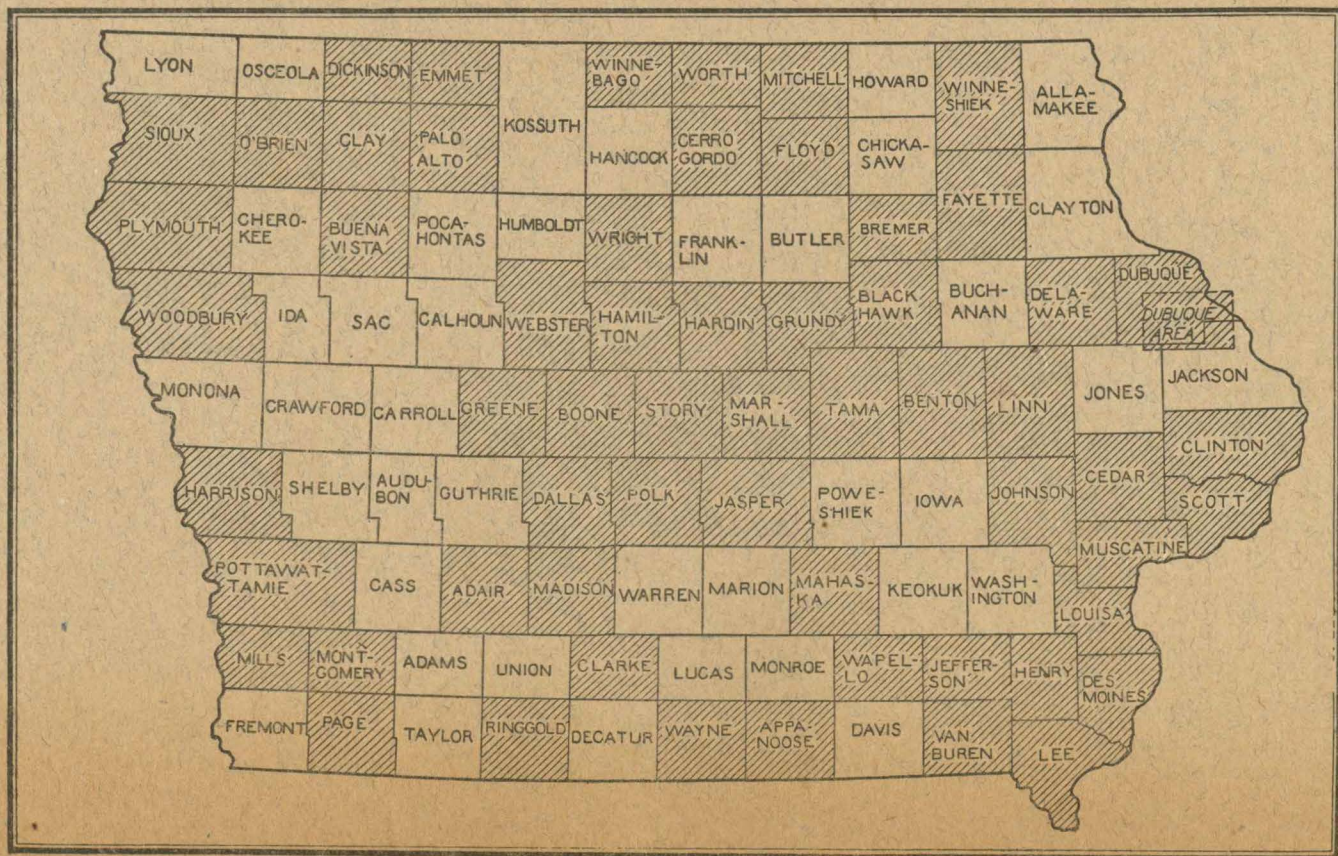 LYON
OSCEOLA
DICKINSON
EMMET
KOSSUTH
WINNE-
BAGO
WORTH
MITCHELL
HOWARD
WINNE-
SHIEK
ALLA-
MAKEE
SIOUX
O'BRIEN
CLAY
PALO
ALTO
HANCOCK
CERRO
GORDO
FLOYD
CHICKA-
SAW
PLYMOUTH
CHERO-
KEE
BUENA
VISTA
POCA-
HONTAS
HUMBOLDT
WRIGHT
FRANK-
LIN
BUTLER
BREMER
FAYETTE
CLAYTON
WOODBURY
IDA
SAC
CALHOUN
WEBSTER
HAMIL-
TON
HARDIN
GRUNDY
BLACK
HAWK
BUCH-
ANAN
DELA-
WARE
DUBUQUE
DUBUQUE
AREA
MONONA
CRAWFORD
CARROLL
GREENE
BOONE
STORY
MAR-
SHALL
TAMA
BENTON
LINN
JONES
JACKSON
CLINTON
HARRISON
SHELBY
AUDU-
BON
GUTHRIE
DALLAS
POLK
JASPER
POWE-
SHIEK
IOWA
JOHNSON
CEDAR
SCOTT
MUSCATINE
POTTAWAT-
TAMIE
CASS
ADAIR
MADISON
WARREN
MARION
MAHAS-
KA
KEOKUK
WASH-
INGTON
LOUISA
MILLS
MONT-
GOMERY
ADAMS
UNION
CLARKE
LUCAS
MONROE
WAPEL-
LO
JEFFER-
SON
HENRY
DES
MOINES
FREMONT
PAGE
TAYLOR
RINGGOLD
DECATUR
WAYNE
APPA-
NOOSE
DAVIS
VAN
BUREN
LEE